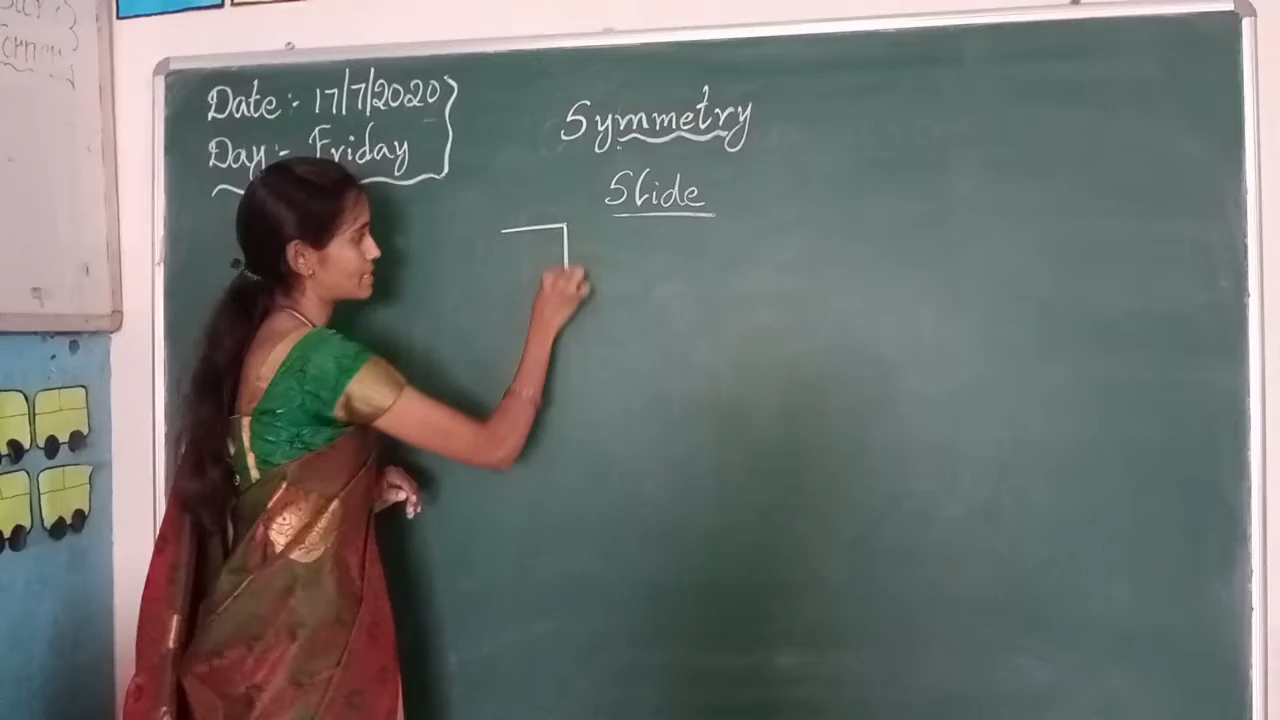 Date :- 17/7/2020
Day :- Friday
Symmetry
Slide